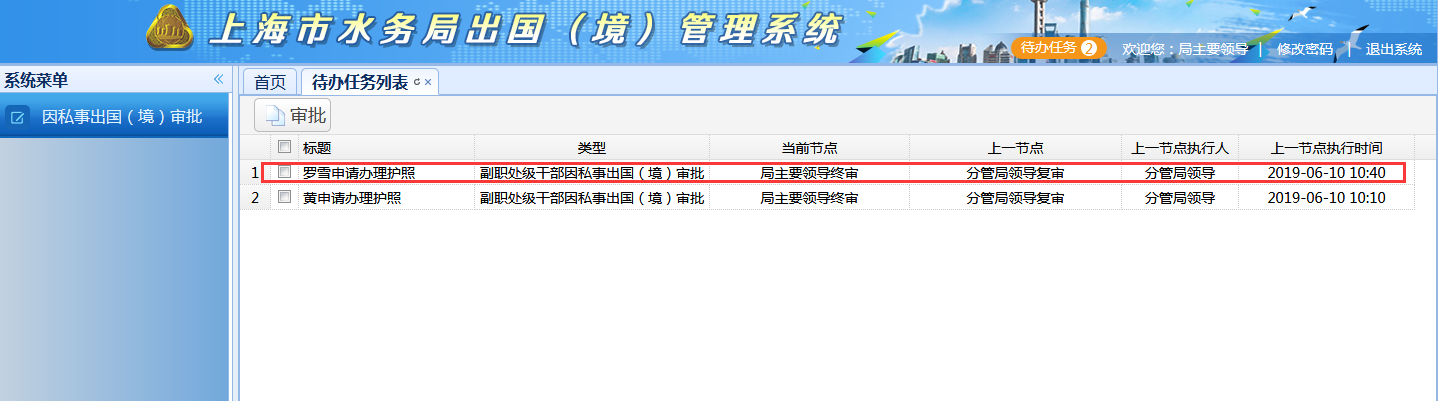 上海市水务局出国（境）管理系统
待办任务 2 欢迎您：局主要领导 | 修改密码 | 退出系统
系统菜单 «
首页 待办任务列表 ×
因私事出国（境）审批
审批
标题 类型 当前节点 上一节点 上一节点执行人 上一节点执行时间
1 罗雪申请办理护照 副职处级干部因私事出国（境）审批 局主要领导终审 分管局领导复审 分管局领导 2019-06-10 10:40
2 黄申请办理护照 副职处级干部因私事出国（境）审批 局主要领导终审 分管局领导复审 分管局领导 2019-06-10 10:10